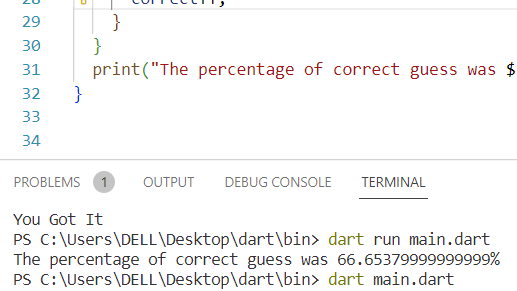 28 correct++;
29 }
30 }
31 print("The percentage of correct guess was $
32 }
33
34
PROBLEMS 1 OUTPUT DEBUG CONSOLE TERMINAL
You Got It
PS C:\Users\DELL\Desktop\dart\bin> dart run main.dart
The percentage of correct guess was 66.65379999999999%
PS C:\Users\DELL\Desktop\dart\bin> dart main.dart